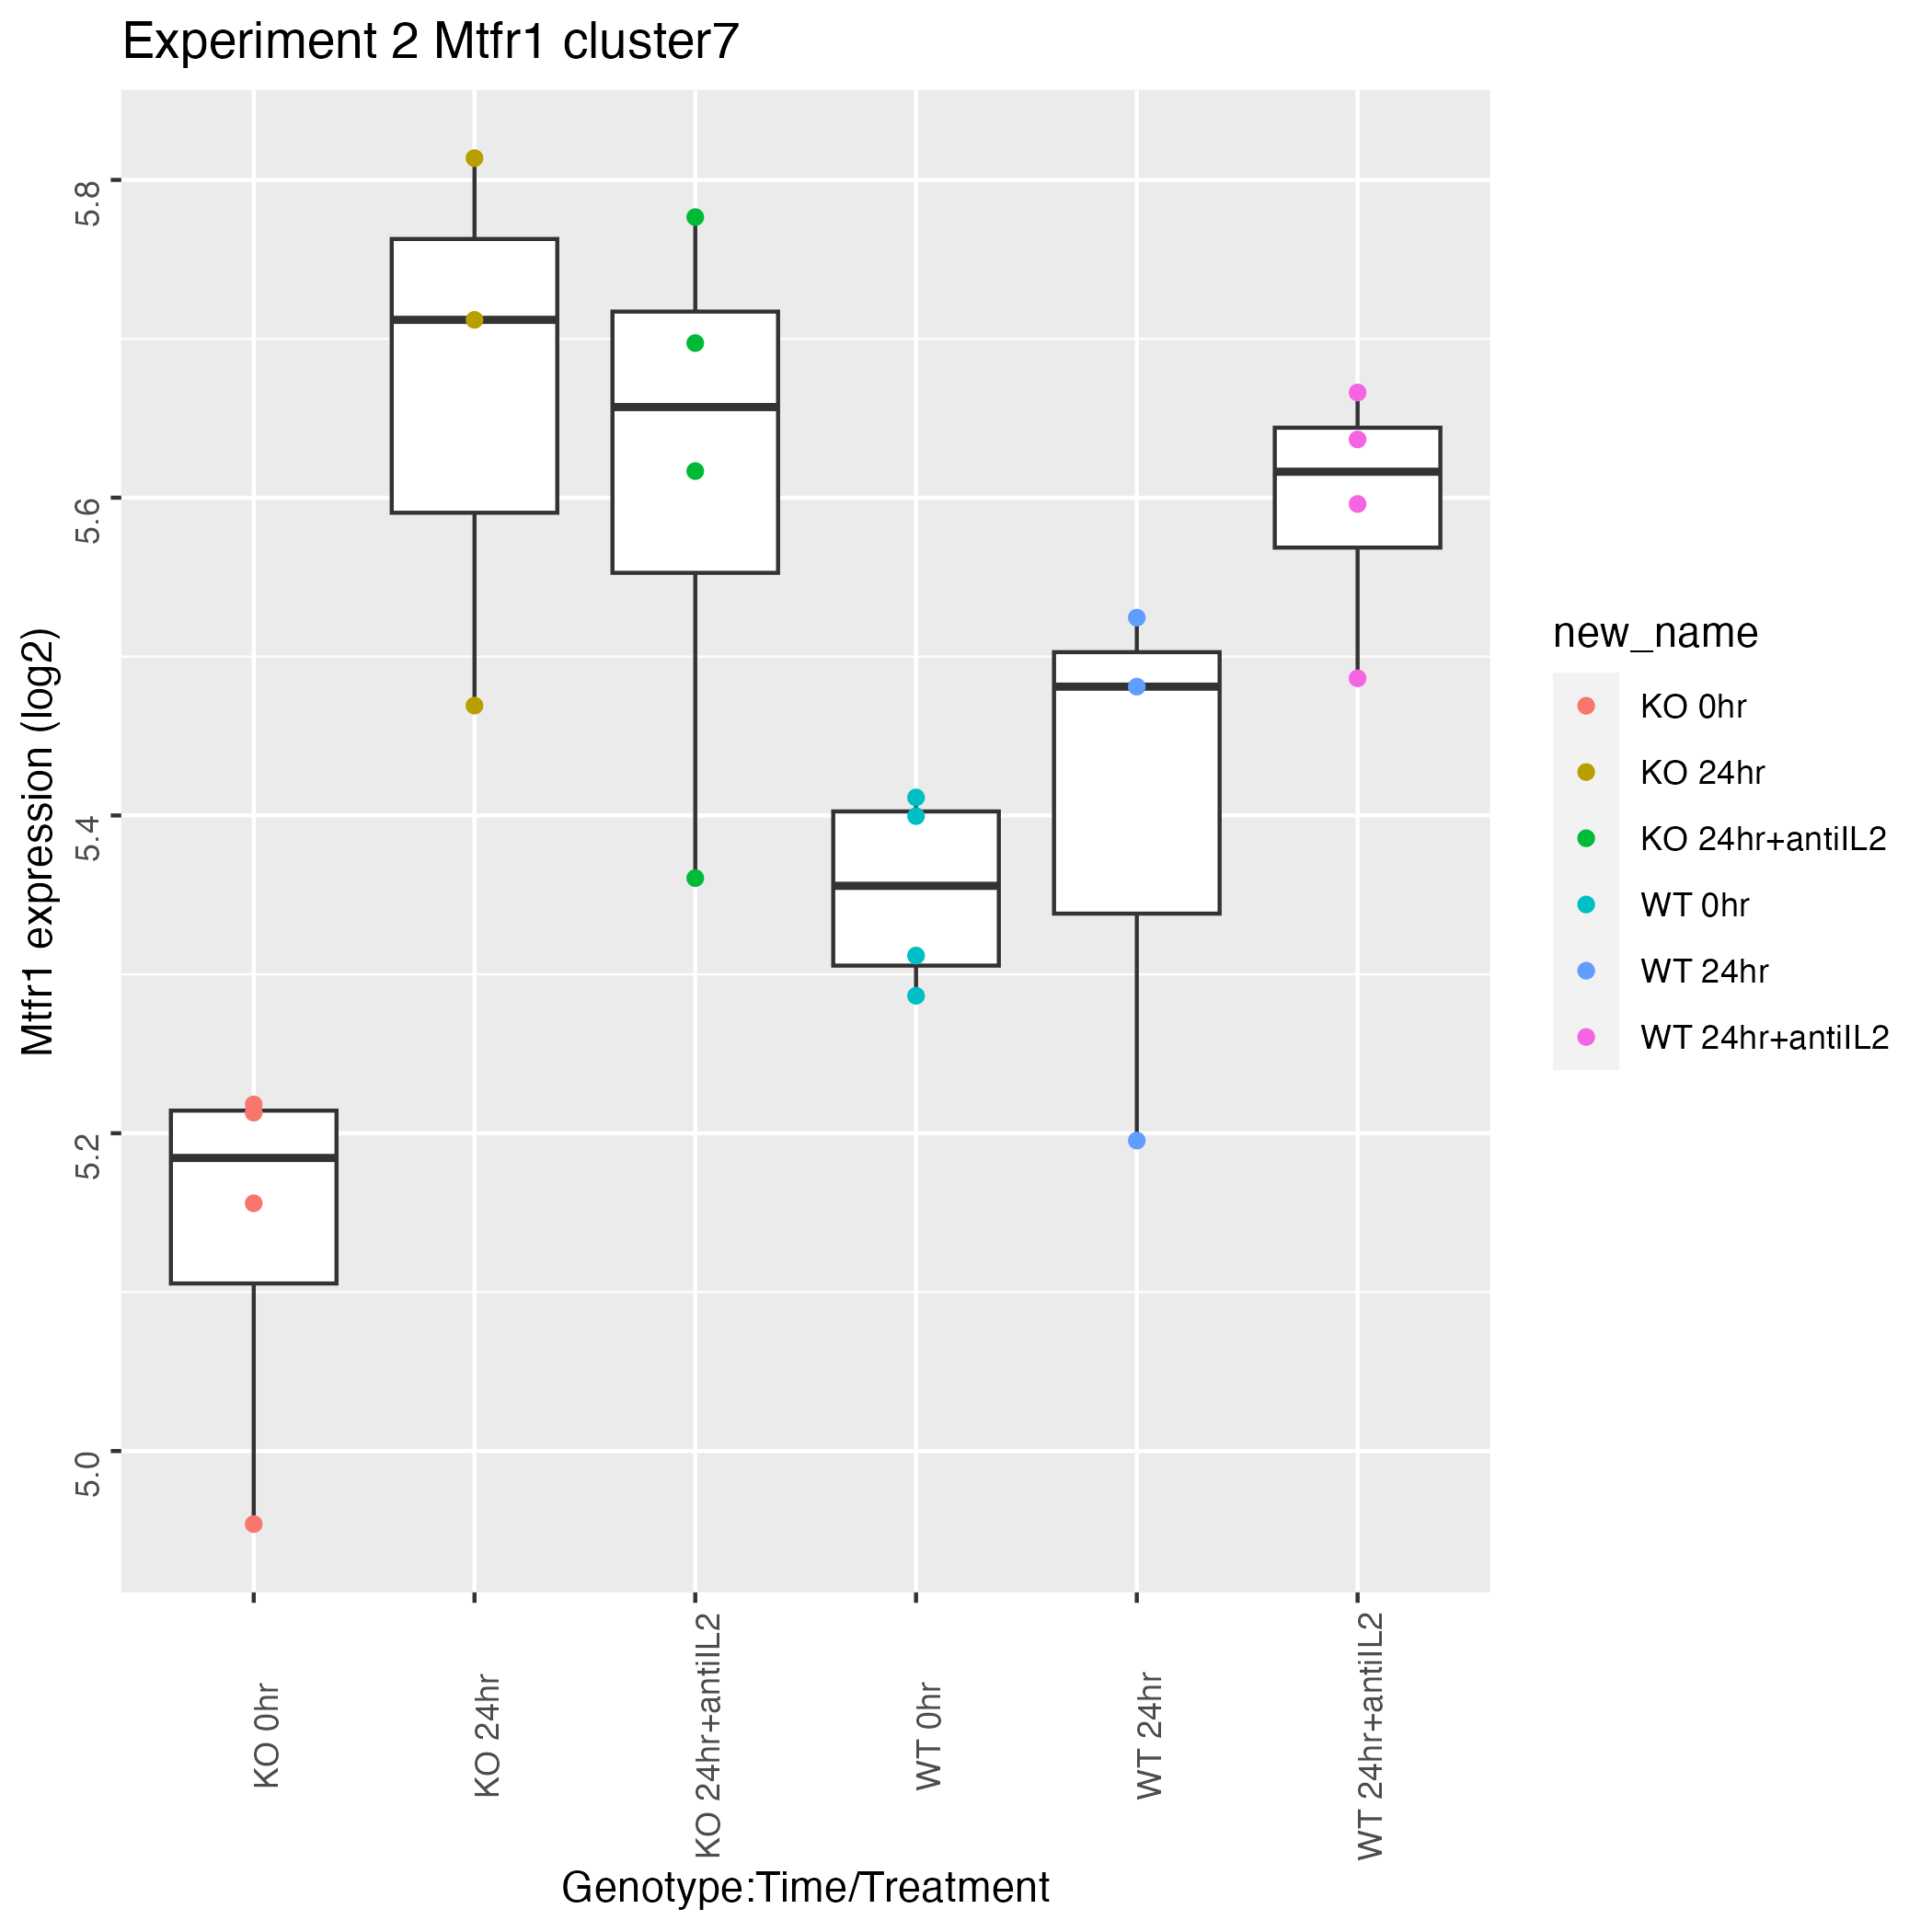 Experiment 2 Mtfr1 cluster7
Mtfr1 expression (log2)
5.8
5.6
5.4
5.2
5.0
KO 0hr
KO 24hr
KO 24hr+antiIL2
WT 0hr
WT 24hr
WT 24hr+antiIL2
Genotype:Time/Treatment
new_name
KO 0hr
KO 24hr
KO 24hr+antiIL2
WT 0hr
WT 24hr
WT 24hr+antiIL2